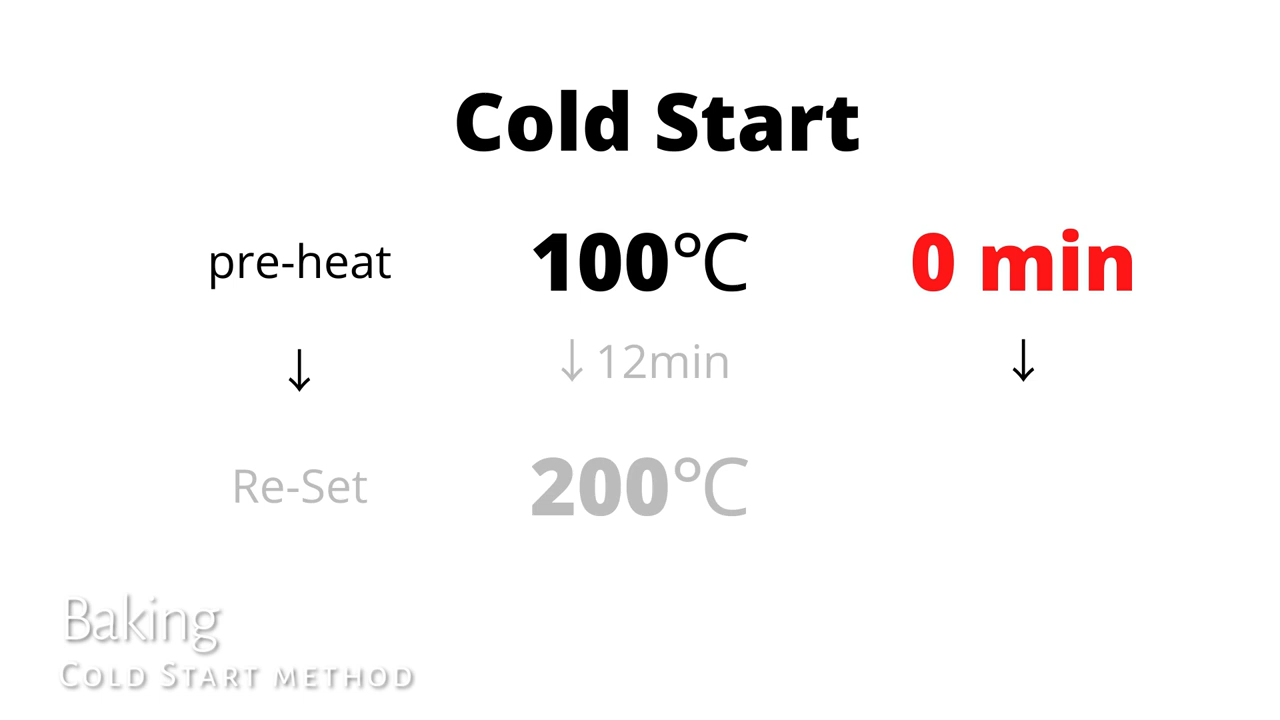 Cold Start
pre-heat 100℃ 0 min
↓ ↓12min ↓
Re-Set 200℃
Baking
Cold Start method